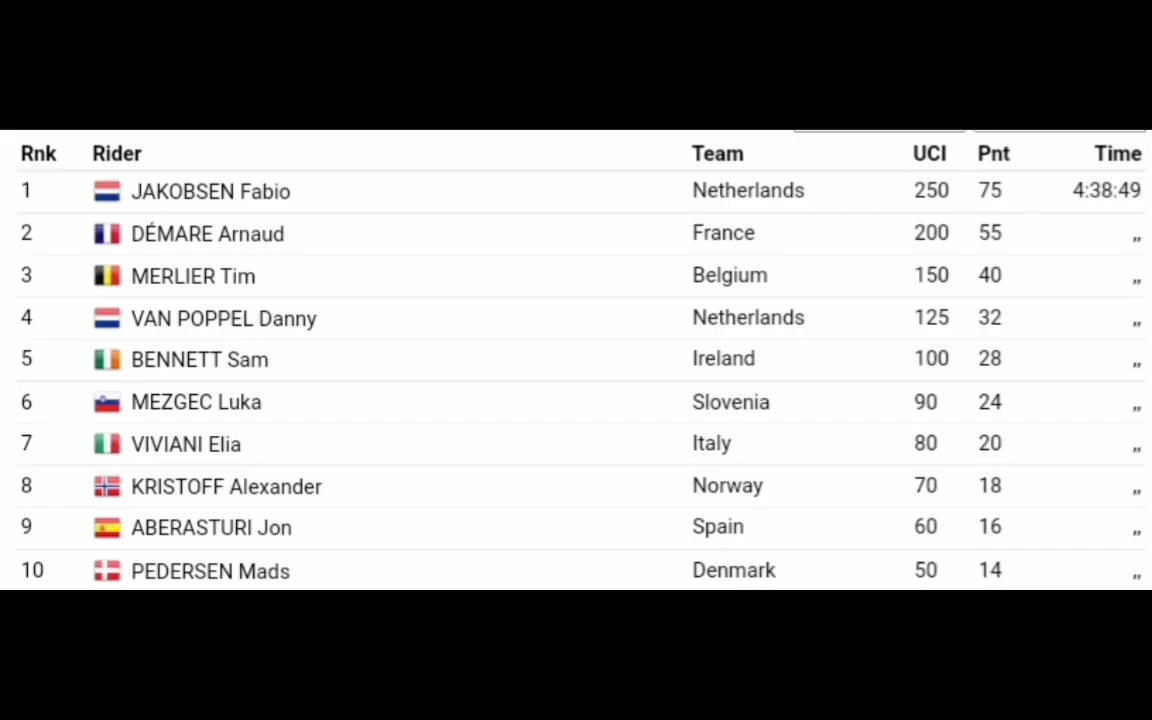 Rnk Rider Team UCI Pnt Time
1 JAKOBSEN Fabio Netherlands 250 75 4:38:49
2 DÉMARE Arnaud France 200 55 ,,
3 MERLIER Tim Belgium 150 40 ,,
4 VAN POPPEL Danny Netherlands 125 32 ,,
5 BENNETT Sam Ireland 100 28 ,,
6 MEZGEC Luka Slovenia 90 24 ,,
7 VIVIANI Elia Italy 80 20 ,,
8 KRISTOFF Alexander Norway 70 18 ,,
9 ABERASTURI Jon Spain 60 16 ,,
10 PEDERSEN Mads Denmark 50 14 ,,